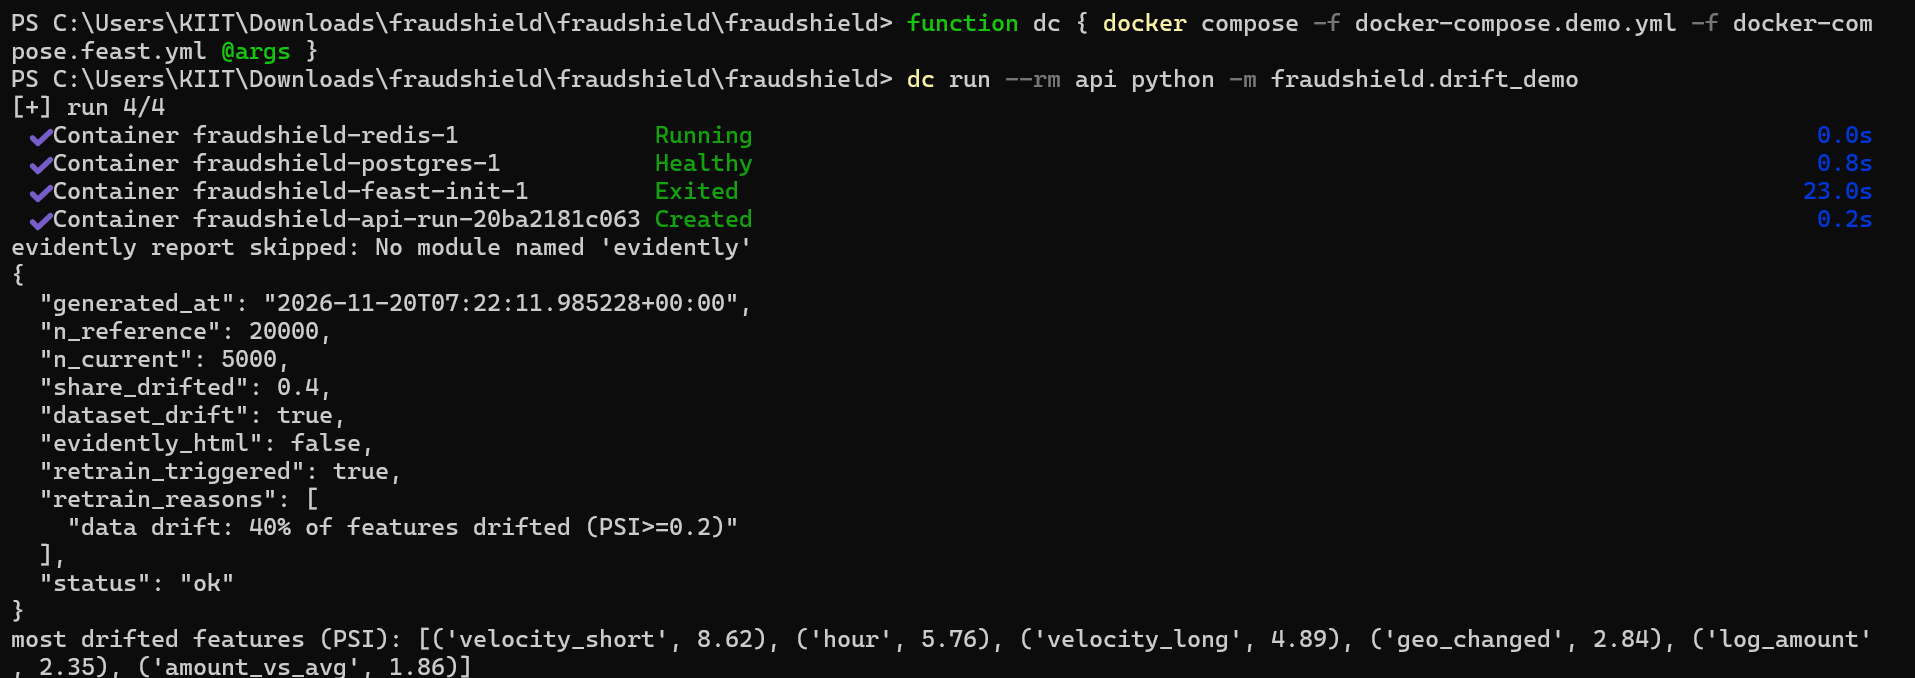 PS C:\Users\KIIT\Downloads\fraudshield\fraudshield\fraudshield> function dc { docker compose -f docker-compose.demo.yml -f docker-com
pose.feast.yml @args }
PS C:\Users\KIIT\Downloads\fraudshield\fraudshield\fraudshield> dc run --rm api python -m fraudshield.drift_demo
[+] run 4/4
✔Container fraudshield-redis-1 Running 0.0s
✔Container fraudshield-postgres-1 Healthy 0.8s
✔Container fraudshield-feast-init-1 Exited 23.0s
✔Container fraudshield-api-run-20ba2181c063 Created 0.2s
evidently report skipped: No module named 'evidently'
{
  "generated_at": "2026-11-20T07:22:11.985228+00:00",
  "n_reference": 20000,
  "n_current": 5000,
  "share_drifted": 0.4,
  "dataset_drift": true,
  "evidently_html": false,
  "retrain_triggered": true,
  "retrain_reasons": [
    "data drift: 40% of features drifted (PSI>=0.2)"
  ],
  "status": "ok"
}
most drifted features (PSI): [('velocity_short', 8.62), ('hour', 5.76), ('velocity_long', 4.89), ('geo_changed', 2.84), ('log_amount'
, 2.35), ('amount_vs_avg', 1.86)]